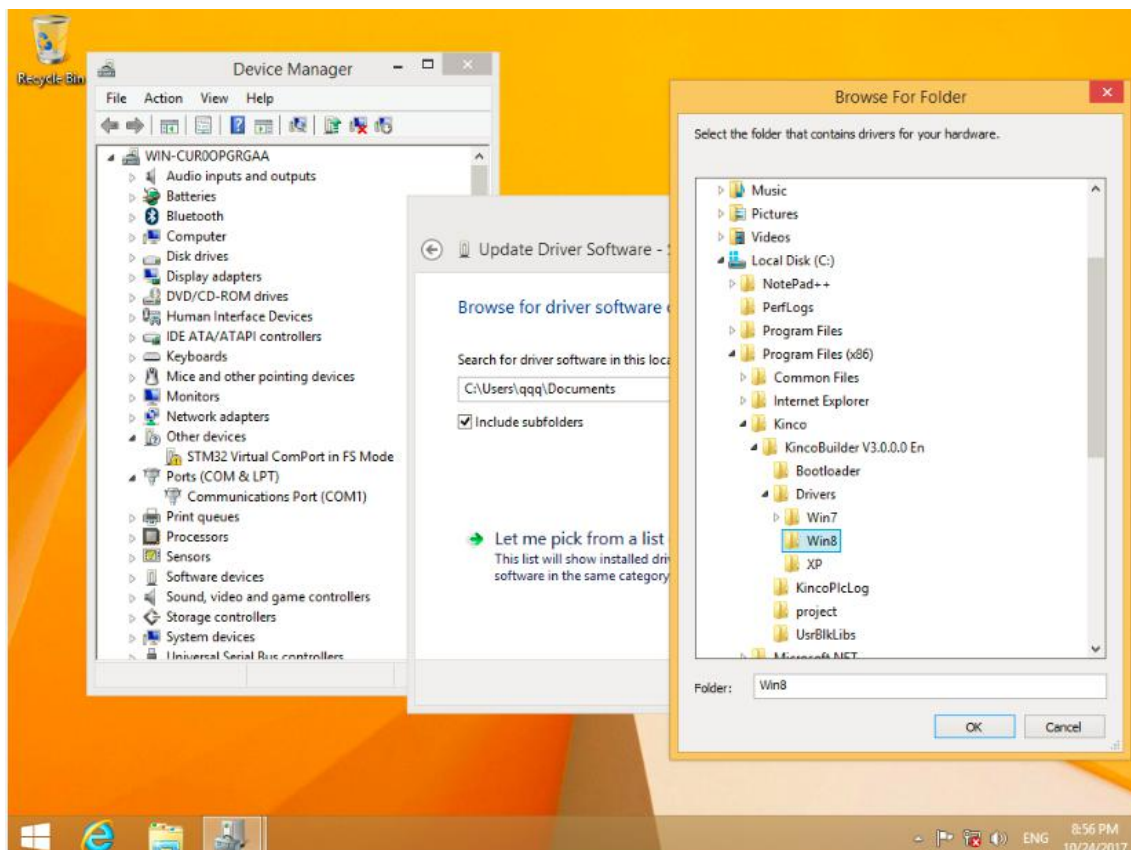 Recycle Bin
Device Manager
File Action View Help
WIN-CUR0OPGRGAA
Audio inputs and outputs
Batteries
Bluetooth
Computer
Disk drives
Display adapters
DVD/CD-ROM drives
Human Interface Devices
IDE ATA/ATAPI controllers
Keyboards
Mice and other pointing devices
Monitors
Network adapters
Other devices
STM32 Virtual ComPort in FS Mode
Ports (COM & LPT)
Communications Port (COM1)
Print queues
Processors
Sensors
Software devices
Sound, video and game controllers
Storage controllers
System devices
Universal Serial Bus controllers
Update Driver Software -
Browse for driver software
Search for driver software in this
C:\Users\qqq\Documents
Include subfolders
Let me pick from a list
This list will show installed
software in the same category
Browse For Folder
Select the folder that contains drivers for your hardware.
Music
Pictures
Videos
Local Disk (C:)
NotePad++
PerfLogs
Program Files
Program Files (x86)
Common Files
Internet Explorer
Kinco
KincoBuilder V3.0.0.0 En
Bootloader
Drivers
Win7
Win8
XP
KincoPlcLog
project
UsrBlkLibs
Microsoft.NET
Folder: Win8
OK Cancel
ENG 8:56 PM
10/24/2017